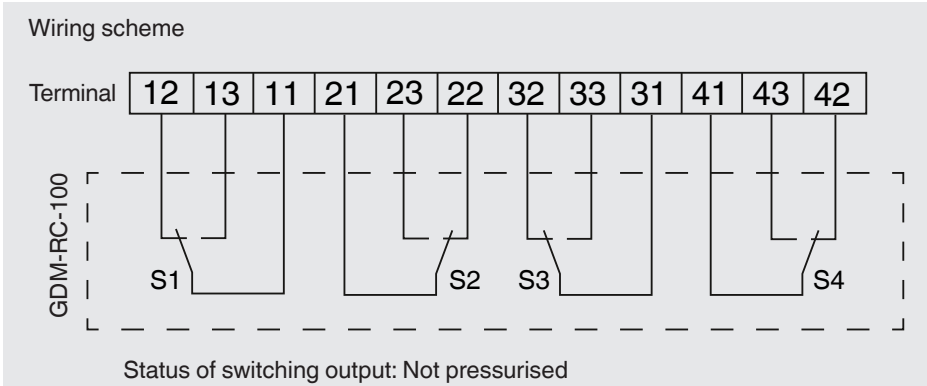 Wiring scheme
Terminal 12 13 11 21 23 22 32 33 31 41 43 42
GDM-RC-100
S1 S2 S3 S4
Status of switching output: Not pressurised